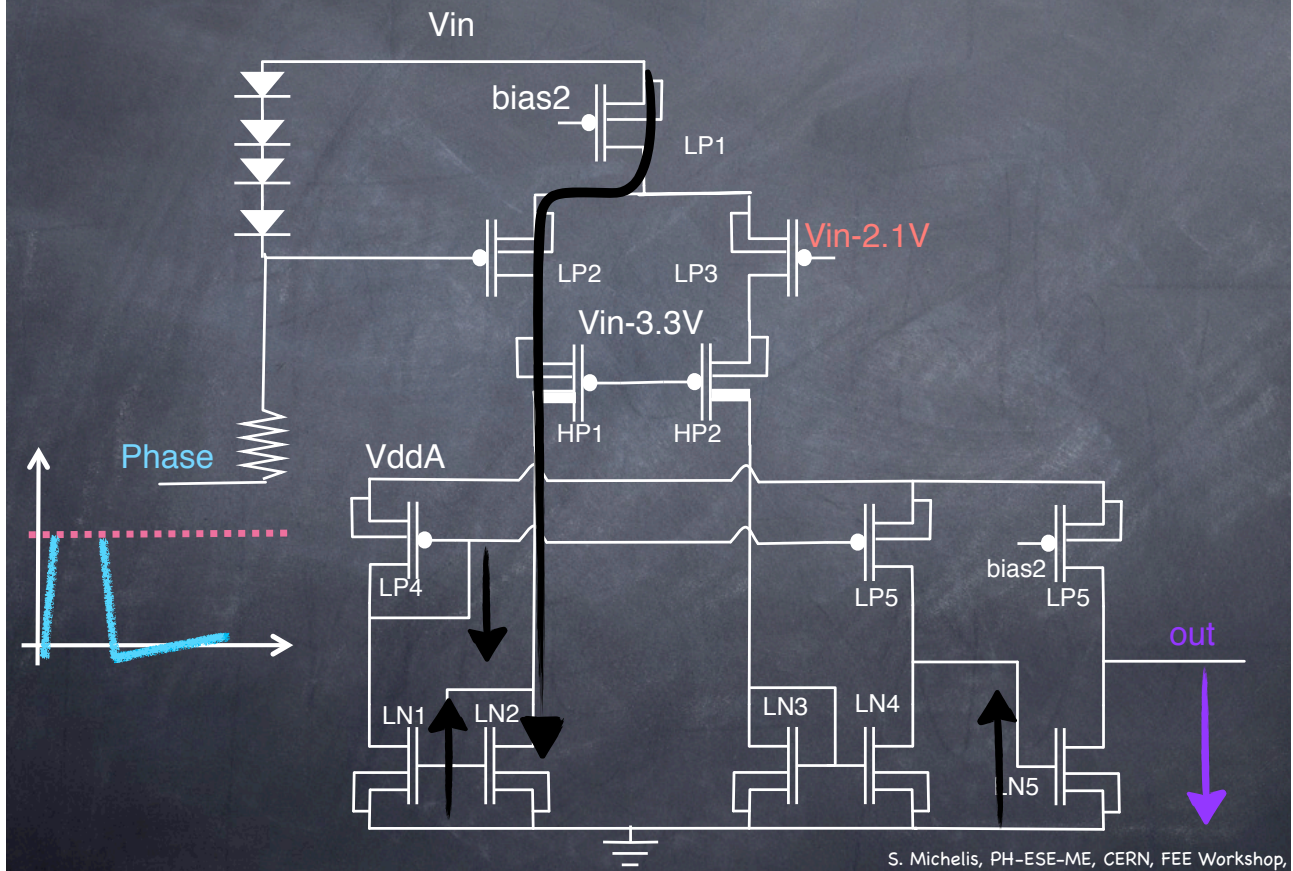 Vin
bias2
LP1
Vin-2.1V
LP2
LP3
Vin-3.3V
HP1
HP2
Phase
VddA
LP4
LP5
bias2
LP5
out
LN1
LN2
LN3
LN4
LN5
S. Michelis, PH-ESE-ME, CERN, FEE Workshop,